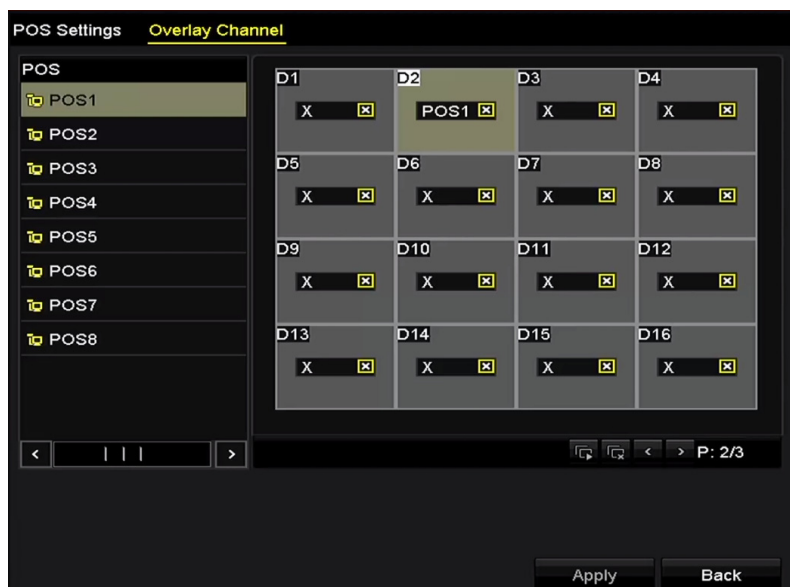 POS Settings Overlay Channel
POS
POS1
POS2
POS3
POS4
POS5
POS6
POS7
POS8
D1 D2 D3 D4
X POS1 X X
D5 D6 D7 D8
X X X X
D9 D10 D11 D12
X X X X
D13 D14 D15 D16
X X X X
P: 2/3
Apply Back